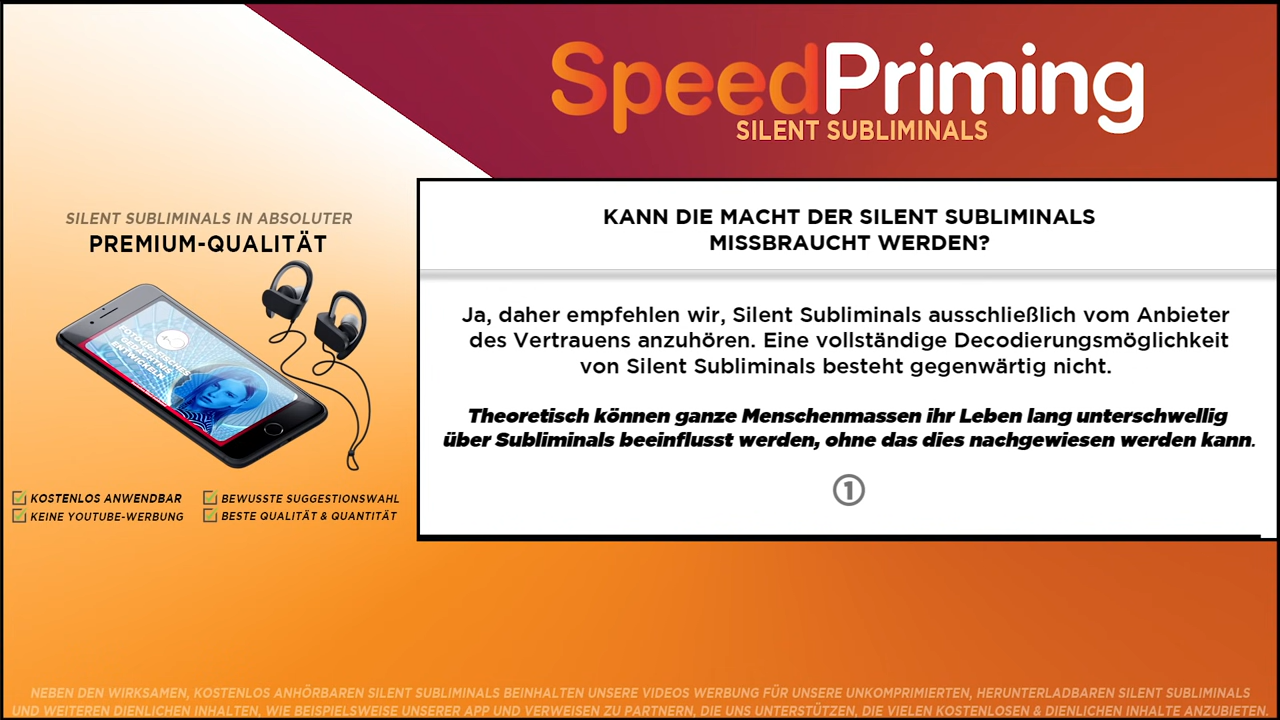 SpeedPriming
SILENT SUBLIMINALS
SILENT SUBLIMINALS IN ABSOLUTER
PREMIUM-QUALITÄT
FOTOGRAFISCHES
GEDÄCHTNIS
ENTWICKELN
KOSTENLOS ANWENDBAR
BEWUSSTE SUGGESTIONSWAHL
KEINE YOUTUBE-WERBUNG
BESTE QUALITÄT & QUANTITÄT
KANN DIE MACHT DER SILENT SUBLIMINALS
MISSBRAUCHT WERDEN?
Ja, daher empfehlen wir, Silent Subliminals ausschließlich vom Anbieter
des Vertrauens anzuhören. Eine vollständige Decodierungsmöglichkeit
von Silent Subliminals besteht gegenwärtig nicht.
Theoretisch können ganze Menschenmassen ihr Leben lang unterschwellig
über Subliminals beeinflusst werden, ohne das dies nachgewiesen werden kann.
①
NEBEN DEN WIRKSAMEN, KOSTENLOS ANHÖRBAREN SILENT SUBLIMINALS BEINHALTEN UNSERE VIDEOS WERBUNG FÜR UNSERE UNKOMPRIMIERTEN, HERUNTERLADBAREN SILENT SUBLIMINALS
UND WEITEREN DIENLICHEN INHALTEN, WIE BEISPIELSWEISE UNSERER APP UND VERWEISEN ZU PARTNERN, DIE UNS UNTERSTÜTZEN, DIE VIELEN KOSTENLOSEN & DIENLICHEN INHALTE ANZUBIETEN.